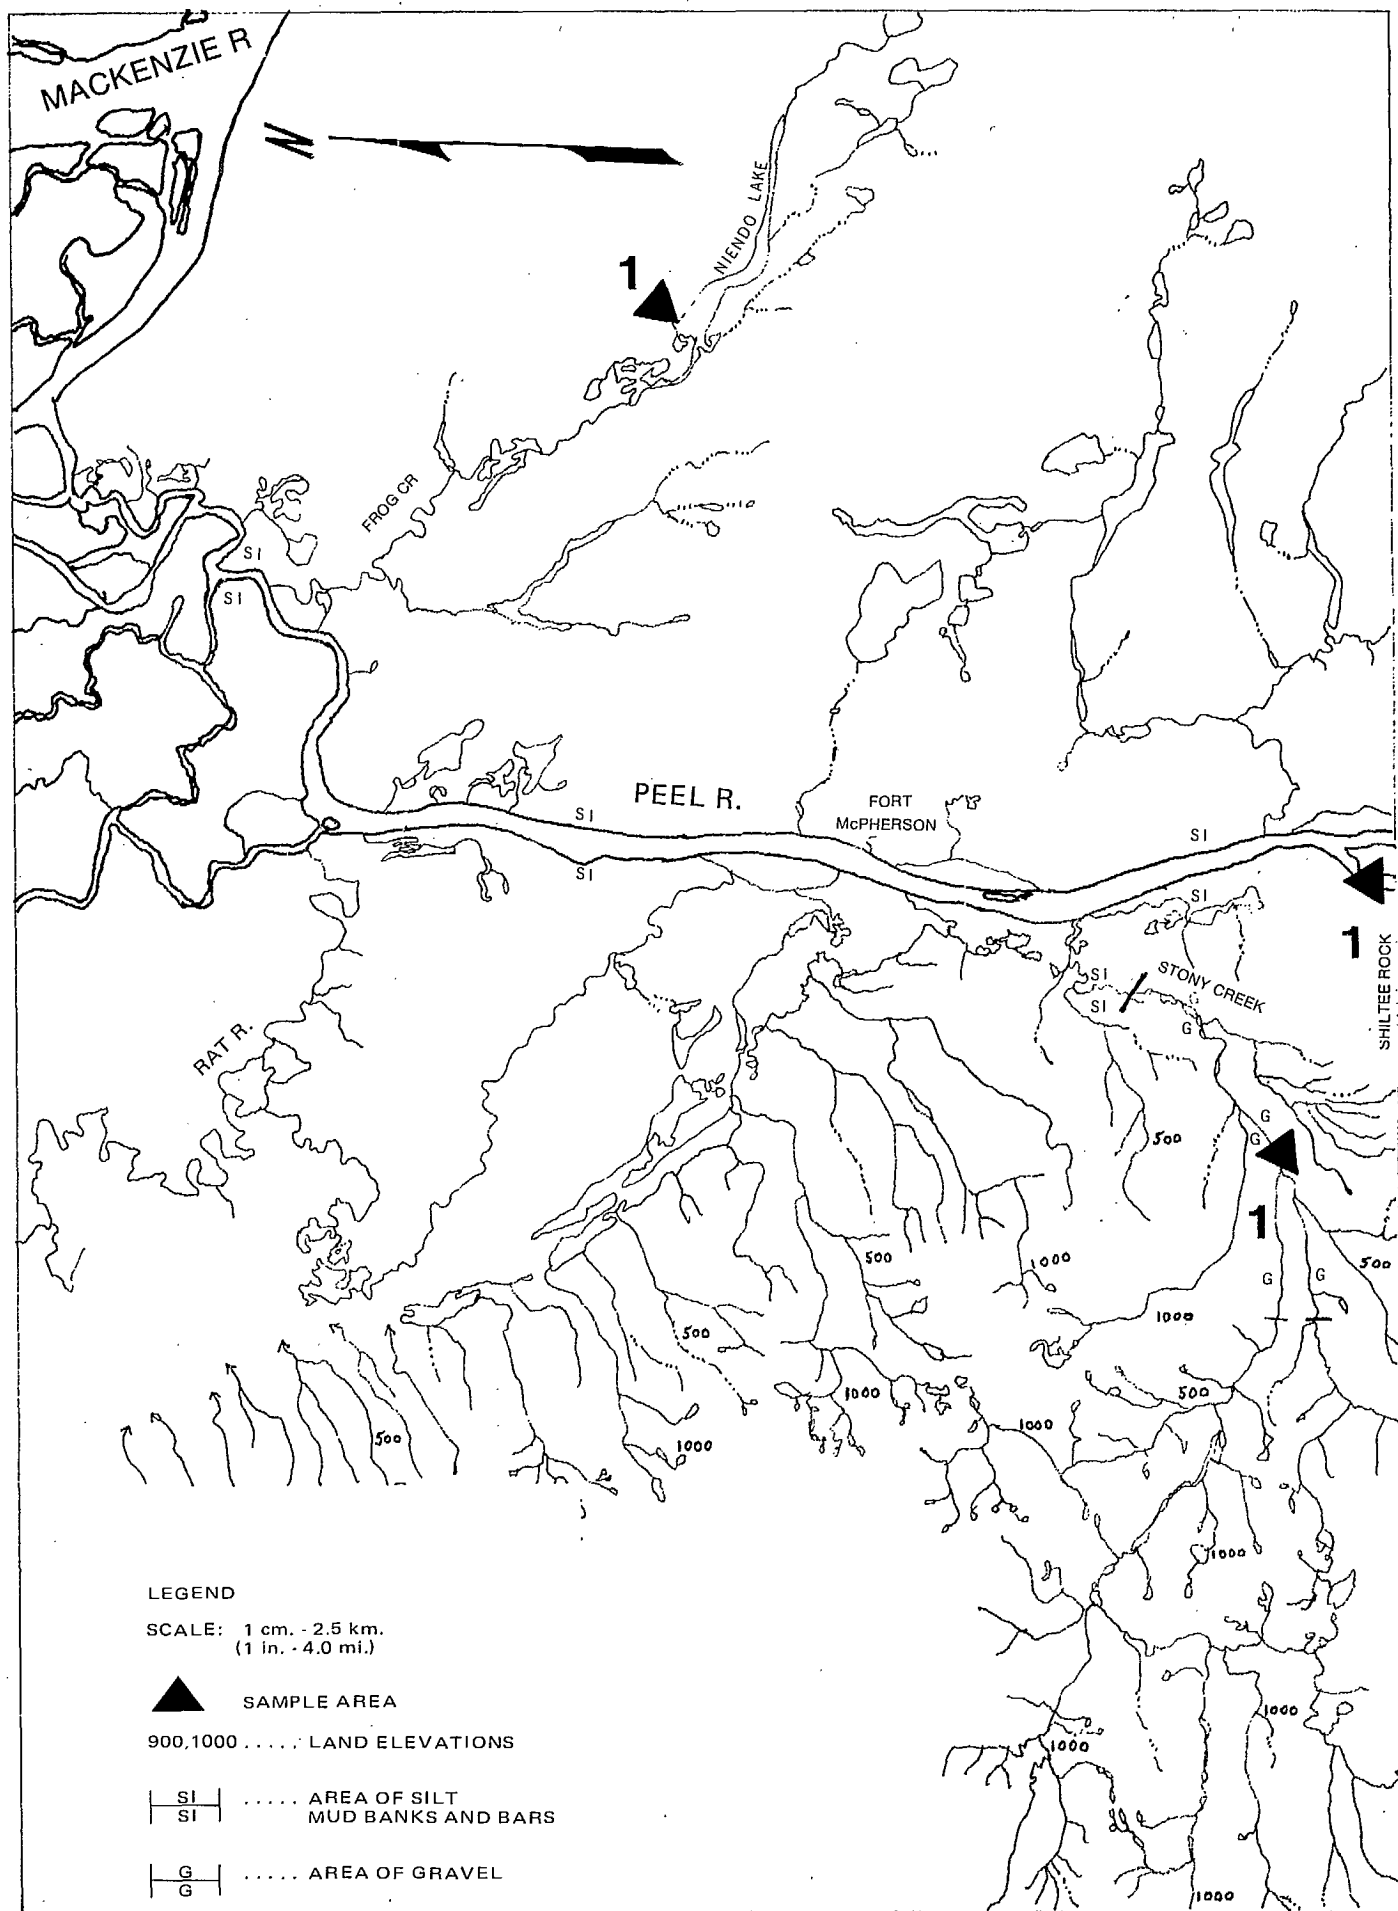 MACKENZIE R
N
NIENDO LAKE
1
FROG CR
SI
SI
PEEL R.
SI
FORT
McPHERSON
SI
SI
SI
1
SHILTEE ROCK
SI
SI
STONY CREEK
G
RAT R.
G
G
500
1
500
1000
500
G
G
1000
500
1000
500
1000
500
1000
1000
1000
1000
1000
LEGEND
SCALE: 1 cm. - 2.5 km.
(1 in. - 4.0 mi.)
SAMPLE AREA
900,1000 ..... LAND ELEVATIONS
SI
SI
..... AREA OF SILT
MUD BANKS AND BARS
G
G
..... AREA OF GRAVEL